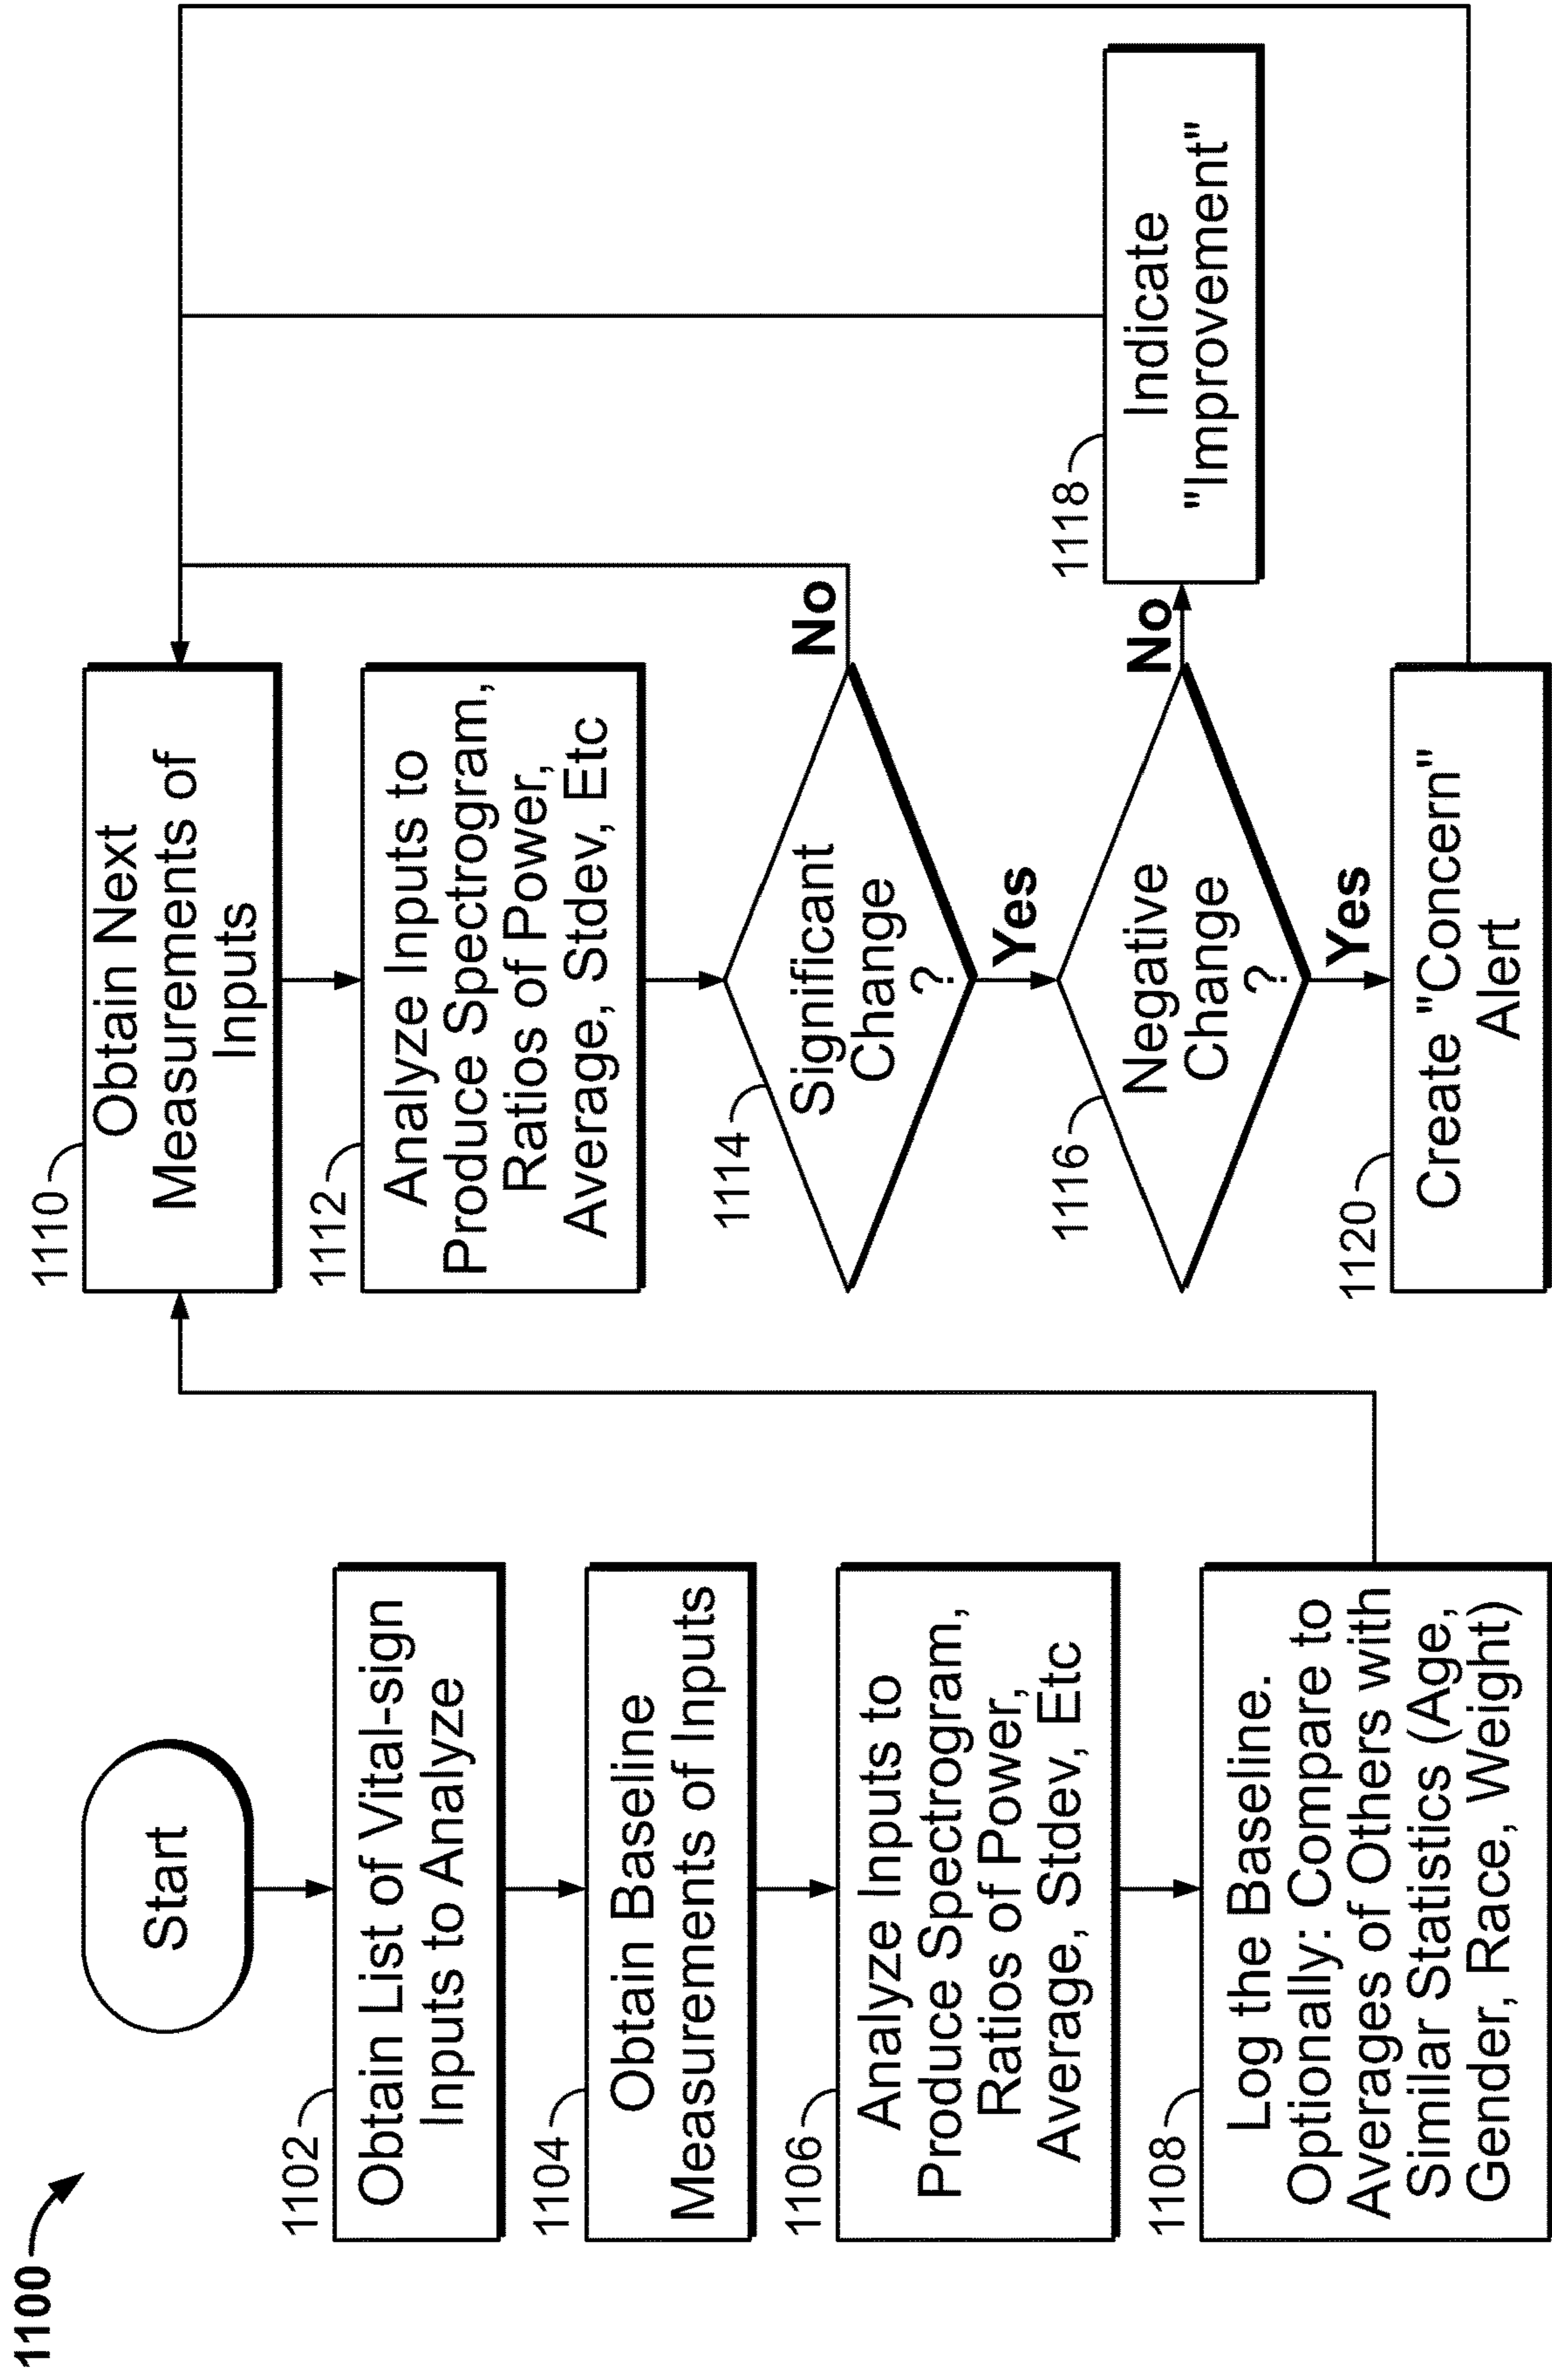 1100
Start
1102
Obtain List of Vital-sign
Inputs to Analyze
1104
Obtain Baseline
Measurements of Inputs
1106
Analyze Inputs to
Produce Spectrogram,
Ratios of Power,
Average, Stdev, Etc
1108
Log the Baseline.
Optionally: Compare to
Averages of Others with
Similar Statistics (Age,
Gender, Race, Weight)
1110
Obtain Next
Measurements of
Inputs
1112
Analyze Inputs to
Produce Spectrogram,
Ratios of Power,
Average, Stdev, Etc
1114
Significant
Change
?
No
Yes
1116
Negative
Change
?
No
1118
Indicate
"Improvement"
Yes
1120
Create "Concern"
Alert